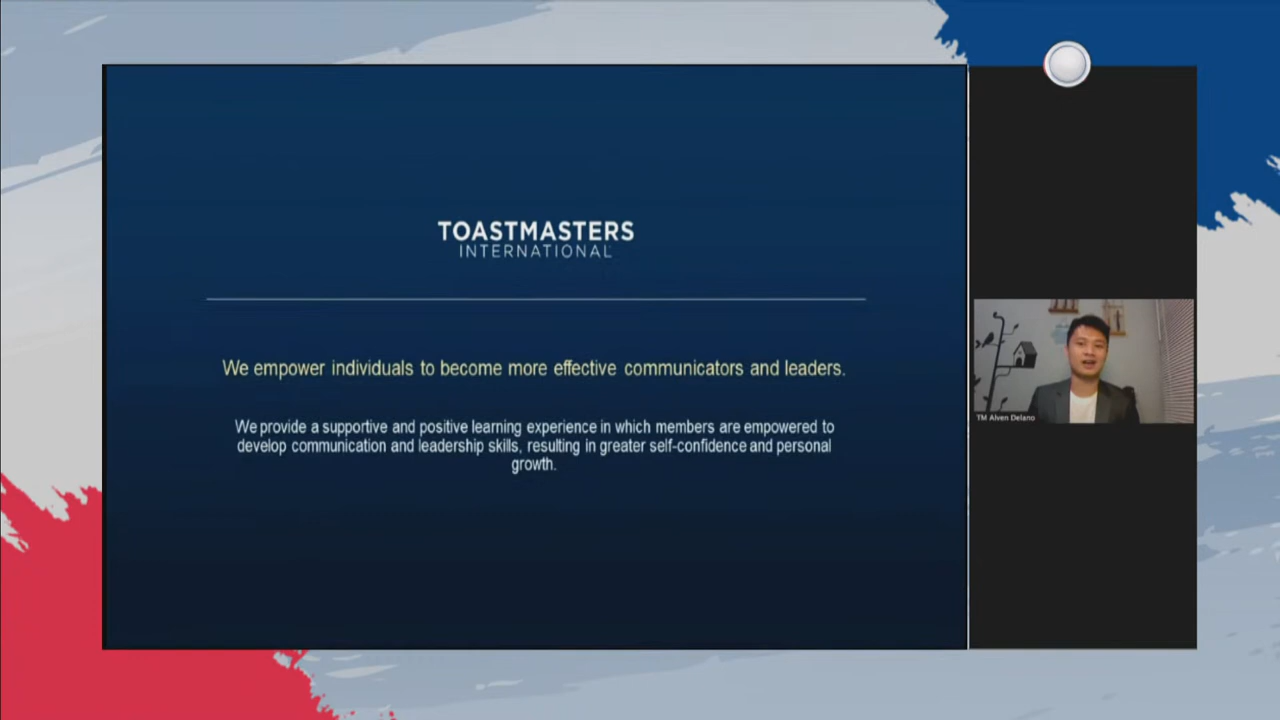 TOASTMASTERS
INTERNATIONAL
We empower individuals to become more effective communicators and leaders.
We provide a supportive and positive learning experience in which members are empowered to
develop communication and leadership skills, resulting in greater self-confidence and personal
growth.
TM Alven Delano